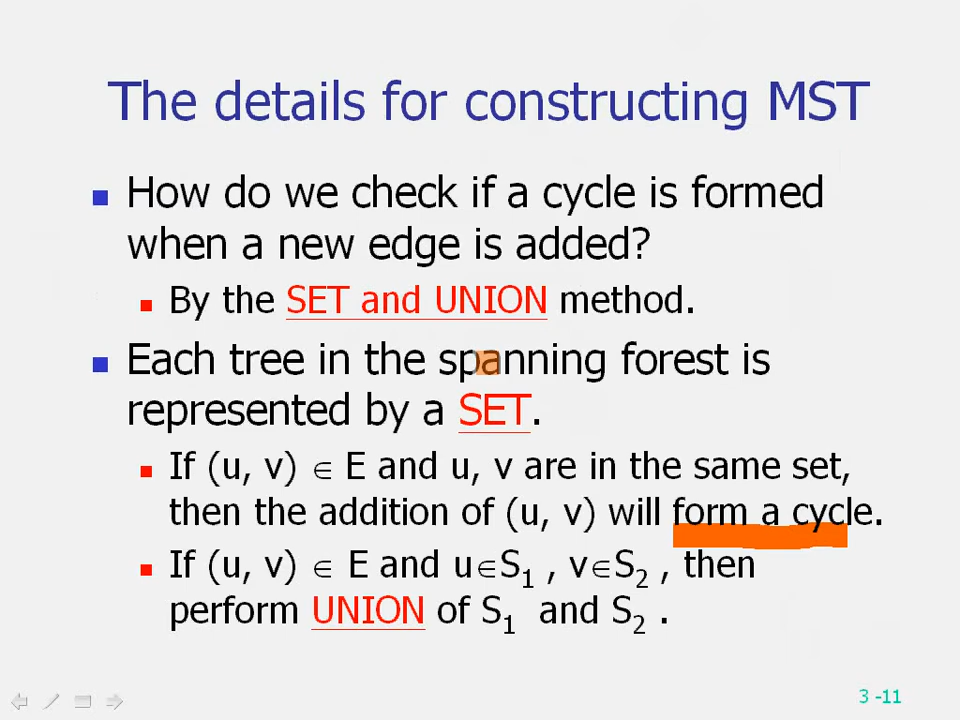 The details for constructing MST
How do we check if a cycle is formed
when a new edge is added?
By the SET and UNION method.
Each tree in the spanning forest is
represented by a SET.
If (u, v) ∈ E and u, v are in the same set,
then the addition of (u, v) will form a cycle.
If (u, v) ∈ E and u∈S₁ , v∈S₂ , then
perform UNION of S₁ and S₂ .
3 -11